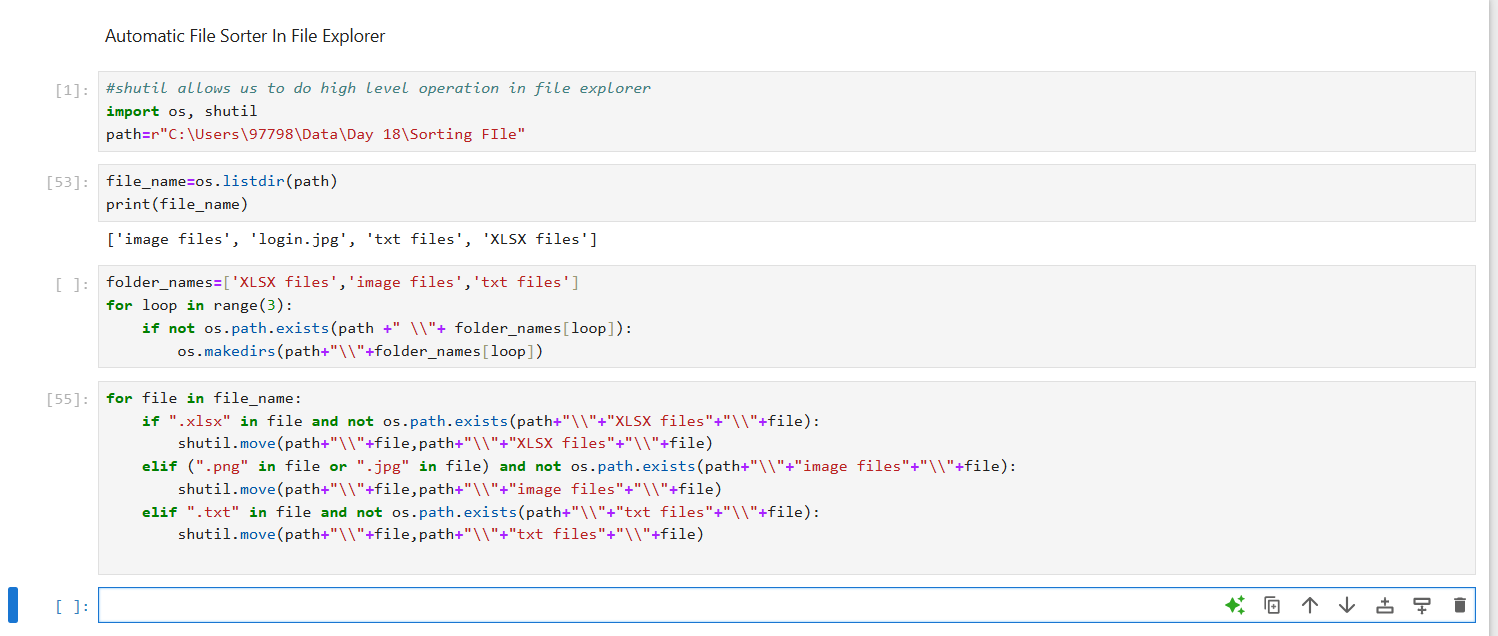 Automatic File Sorter In File Explorer
[1]:
#shutil allows us to do high level operation in file explorer
import os, shutil
path=r"C:\Users\97798\Data\Day 18\Sorting FIle"
[53]:
file_name=os.listdir(path)
print(file_name)
['image files', 'login.jpg', 'txt files', 'XLSX files']
[ ]:
folder_names=['XLSX files','image files','txt files']
for loop in range(3):
    if not os.path.exists(path +" \\"+ folder_names[loop]):
        os.makedirs(path+"\\"+folder_names[loop])
[55]:
for file in file_name:
    if ".xlsx" in file and not os.path.exists(path+"\\"+"XLSX files"+"\\"+file):
        shutil.move(path+"\\"+file,path+"\\"+"XLSX files"+"\\"+file)
    elif (".png" in file or ".jpg" in file) and not os.path.exists(path+"\\"+"image files"+"\\"+file):
        shutil.move(path+"\\"+file,path+"\\"+"image files"+"\\"+file)
    elif ".txt" in file and not os.path.exists(path+"\\"+"txt files"+"\\"+file):
        shutil.move(path+"\\"+file,path+"\\"+"txt files"+"\\"+file)
[ ]: